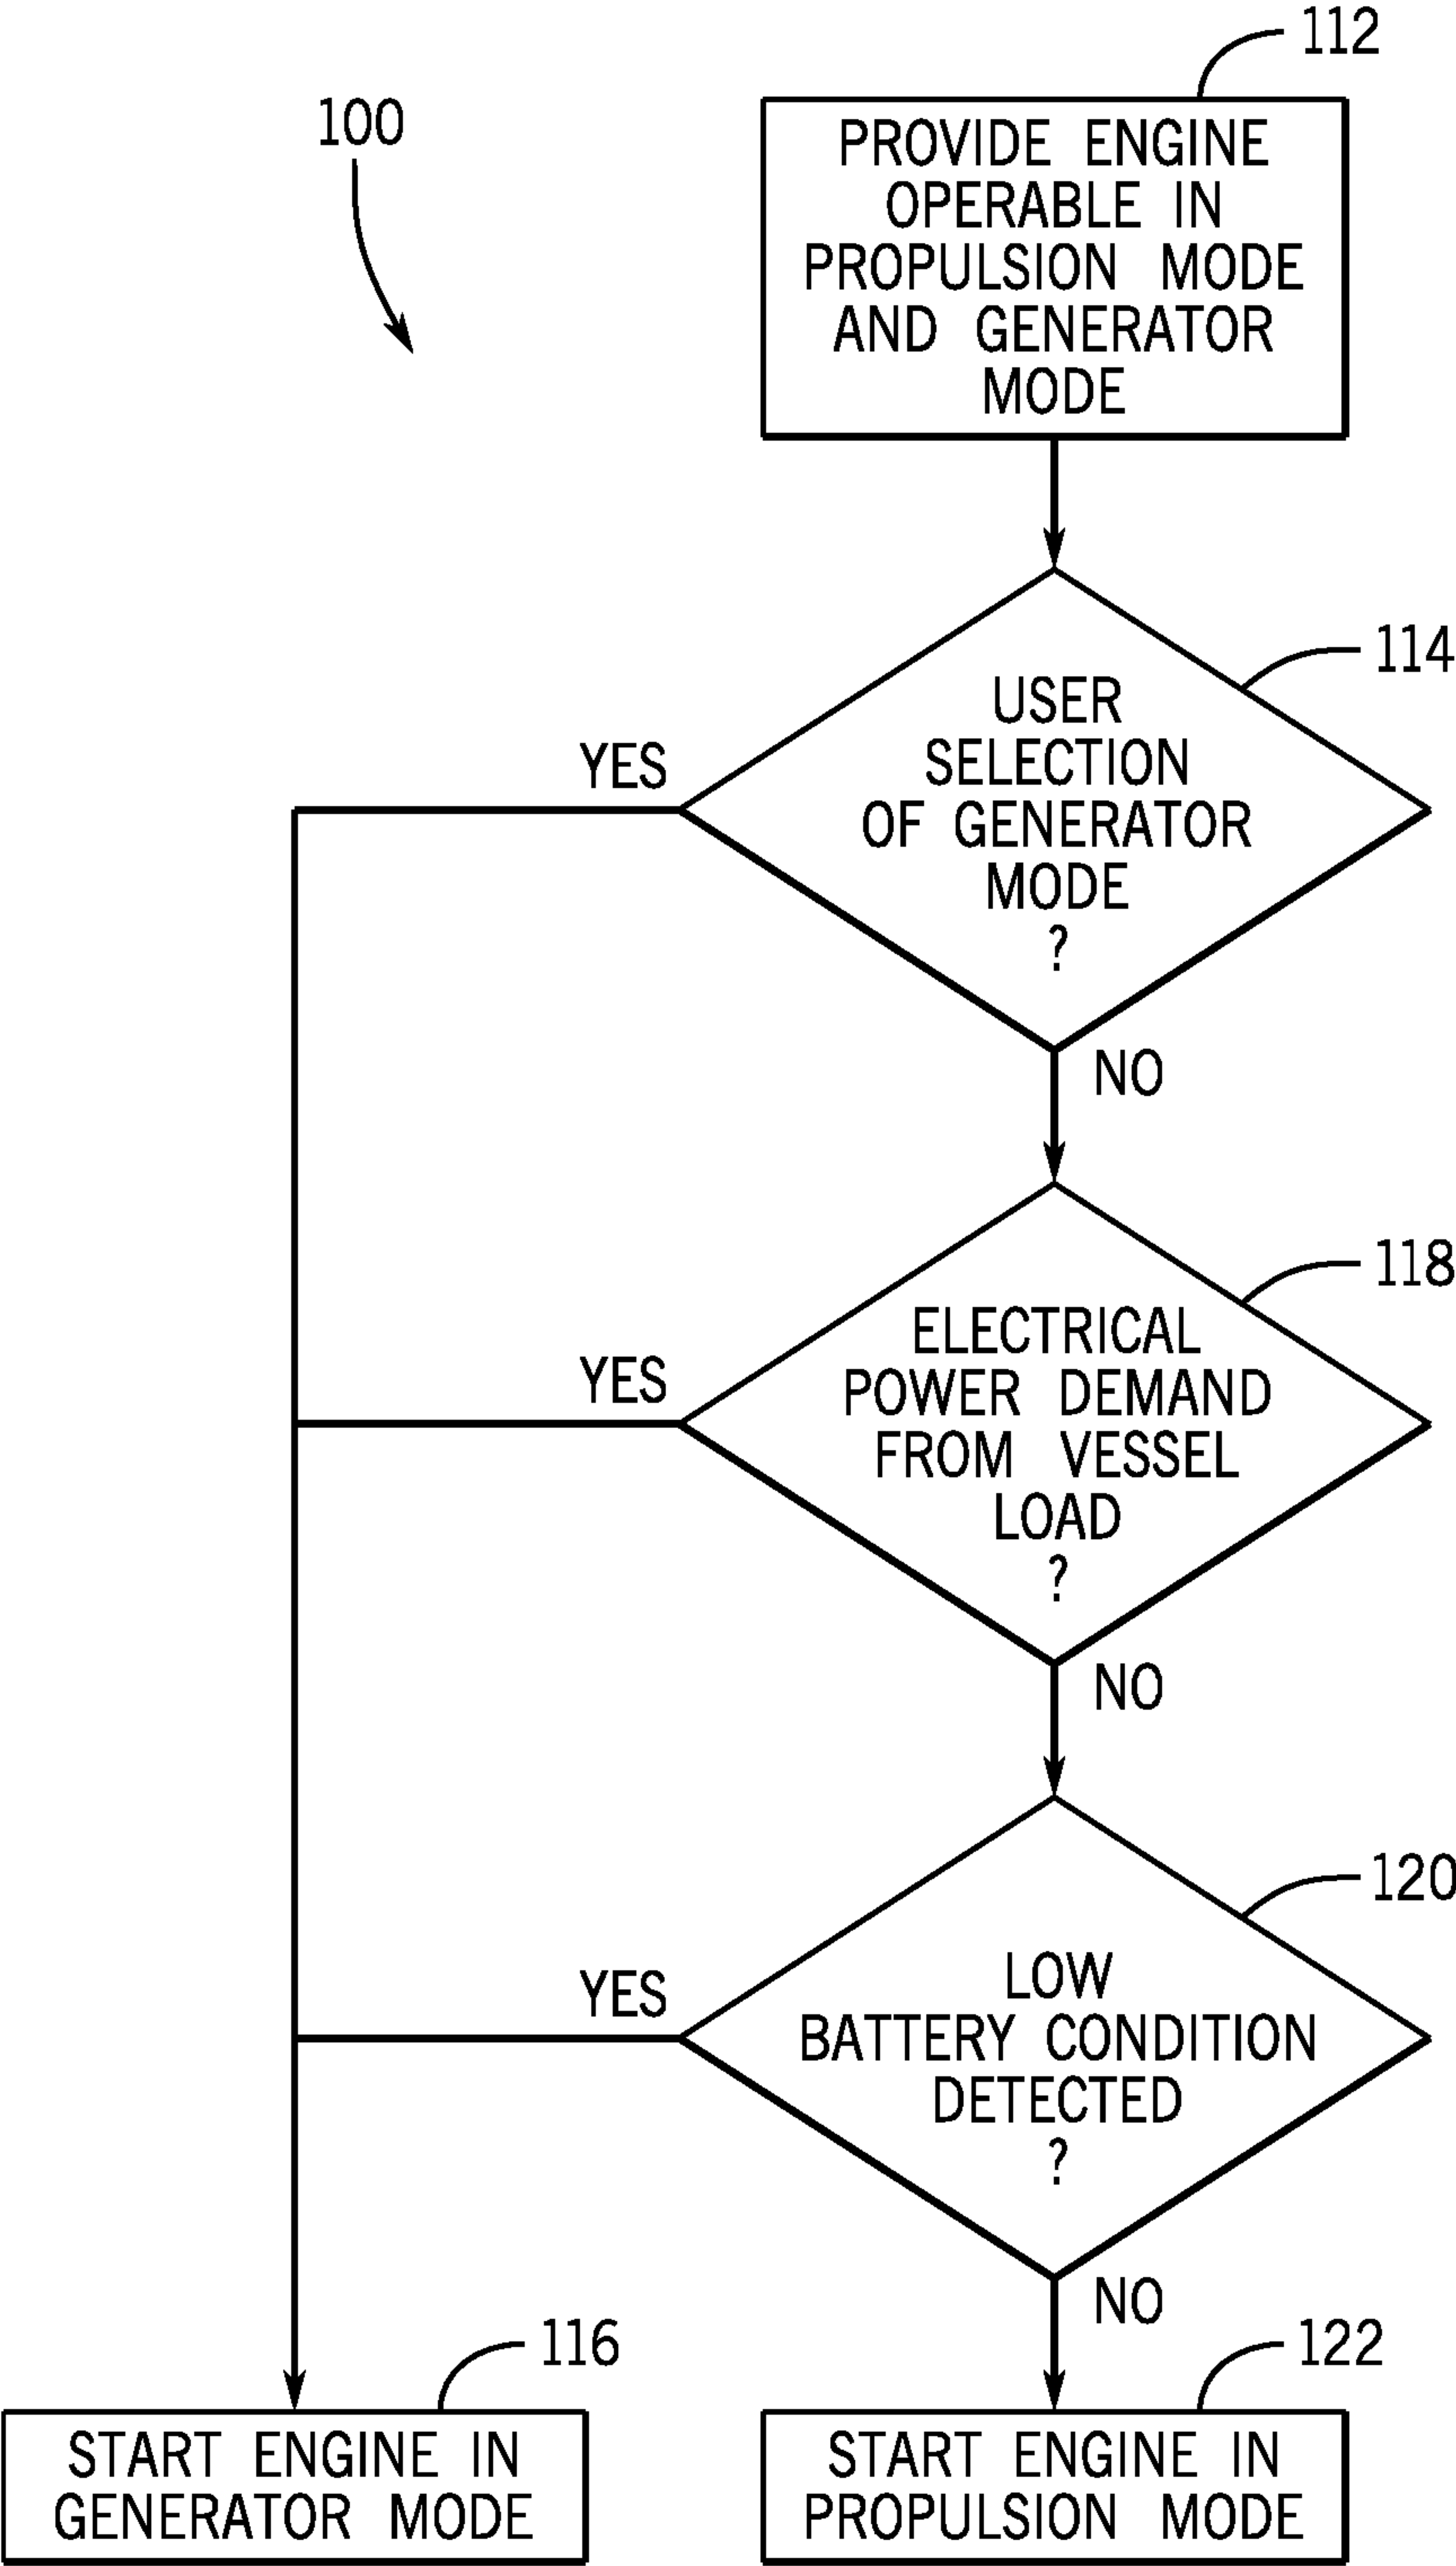 112
100
PROVIDE ENGINE
OPERABLE IN
PROPULSION MODE
AND GENERATOR
MODE
114
USER
SELECTION
OF GENERATOR
MODE
?
YES
NO
118
ELECTRICAL
POWER DEMAND
FROM VESSEL
LOAD
?
YES
NO
120
LOW
BATTERY CONDITION
DETECTED
?
YES
NO
116
START ENGINE IN
GENERATOR MODE
122
START ENGINE IN
PROPULSION MODE